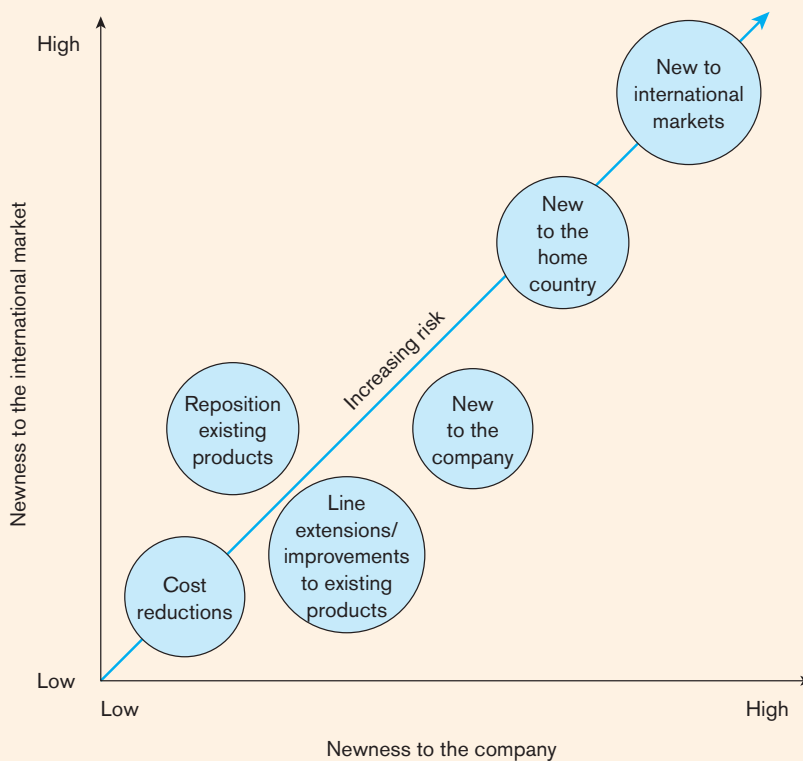 High
New to
international
markets
New
to the
home
country
Increasing risk
Newness to the international market
Reposition
existing
products
New
to the
company
Line
extensions/
improvements
to existing
products
Cost
reductions
Low
Low
High
Newness to the company